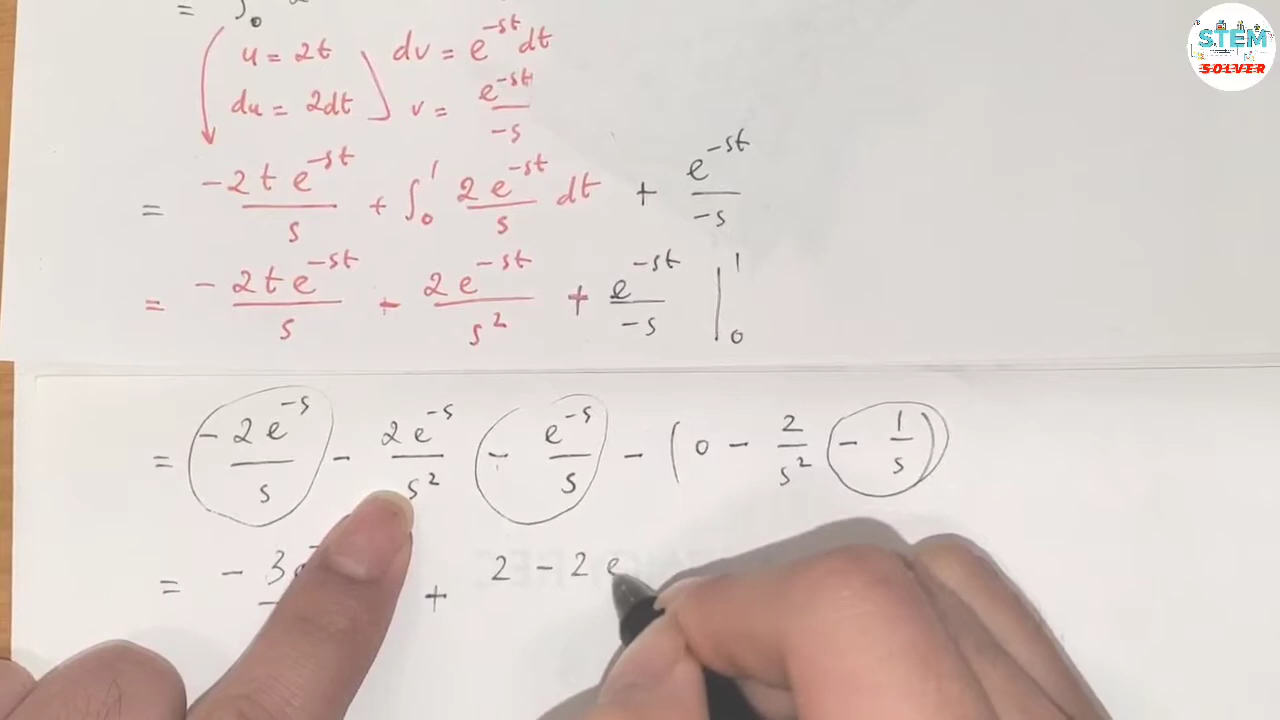 = ∫₀
u = 2t   dv = e^{-st} dt
du = 2dt   v = e^{-st}/-s
= -2te^{-st}/s + ∫₀¹ 2e^{-st}/s dt + e^{-st}/-s
= -2te^{-st}/s - 2e^{-st}/s² + e^{-st}/-s |₀¹
= -2e^{-s}/s - 2e^{-s}/s² - e^{-s}/s - (0 - 2/s² - 1/s)
= -3e + 2 - 2e
STEM
SOLVER